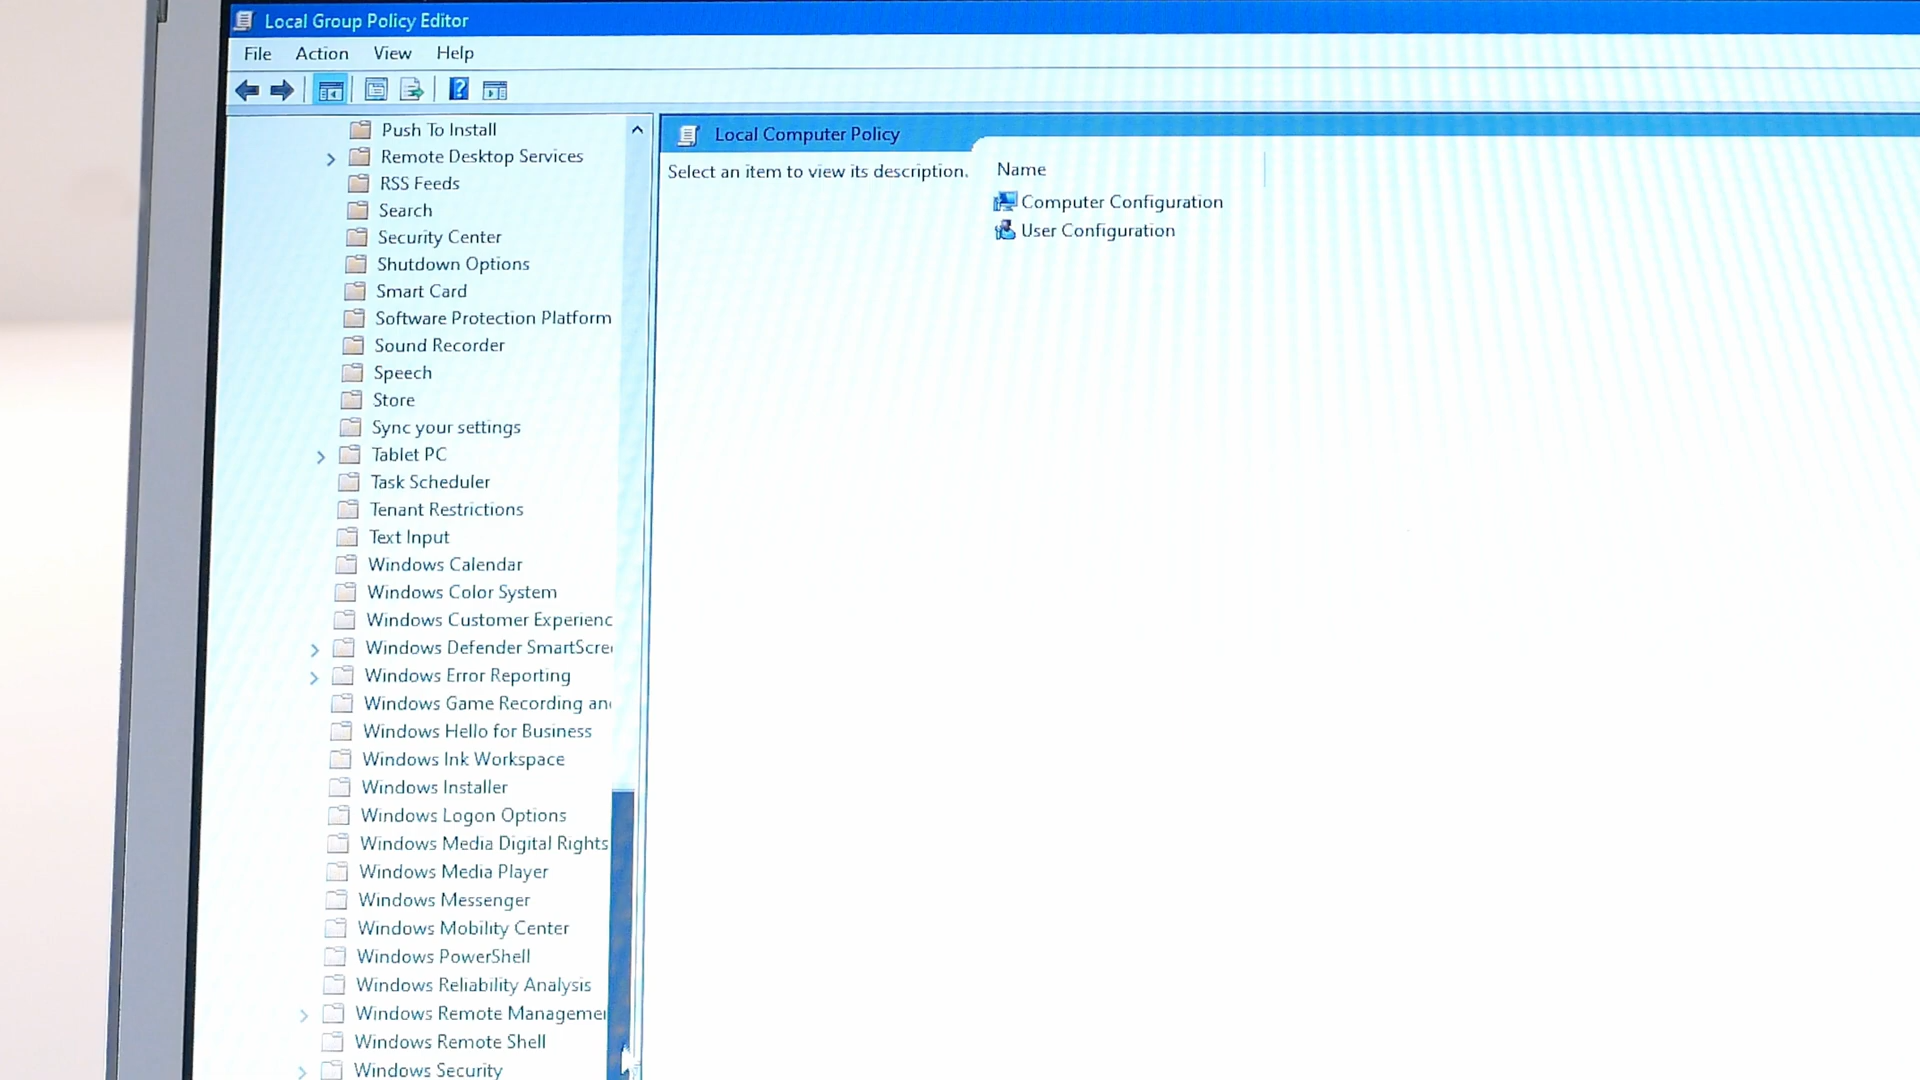 Local Group Policy Editor
File Action View Help
Push To Install
Remote Desktop Services
RSS Feeds
Search
Security Center
Shutdown Options
Smart Card
Software Protection Platform
Sound Recorder
Speech
Store
Sync your settings
Tablet PC
Task Scheduler
Tenant Restrictions
Text Input
Windows Calendar
Windows Color System
Windows Customer Experienc
Windows Defender SmartScre
Windows Error Reporting
Windows Game Recording an
Windows Hello for Business
Windows Ink Workspace
Windows Installer
Windows Logon Options
Windows Media Digital Rights
Windows Media Player
Windows Messenger
Windows Mobility Center
Windows PowerShell
Windows Reliability Analysis
Windows Remote Manageme
Windows Remote Shell
Windows Security
Local Computer Policy
Select an item to view its description.
Name
Computer Configuration
User Configuration